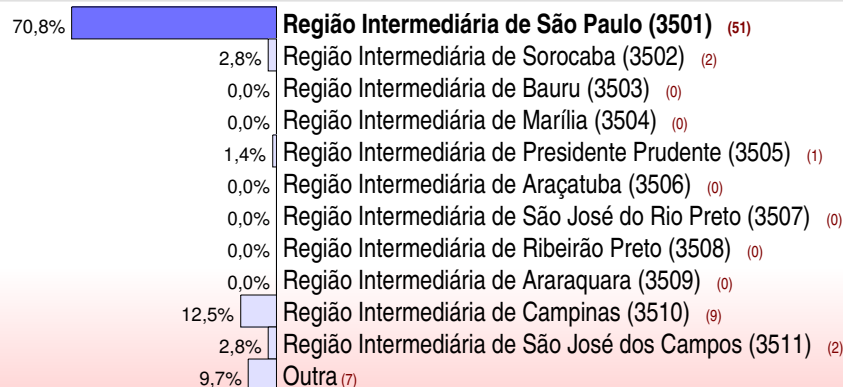 70,8% Região Intermediária de São Paulo (3501) (51)
2,8% Região Intermediária de Sorocaba (3502) (2)
0,0% Região Intermediária de Bauru (3503) (0)
0,0% Região Intermediária de Marília (3504) (0)
1,4% Região Intermediária de Presidente Prudente (3505) (1)
0,0% Região Intermediária de Araçatuba (3506) (0)
0,0% Região Intermediária de São José do Rio Preto (3507) (0)
0,0% Região Intermediária de Ribeirão Preto (3508) (0)
0,0% Região Intermediária de Araraquara (3509) (0)
12,5% Região Intermediária de Campinas (3510) (9)
2,8% Região Intermediária de São José dos Campos (3511) (2)
9,7% Outra (7)